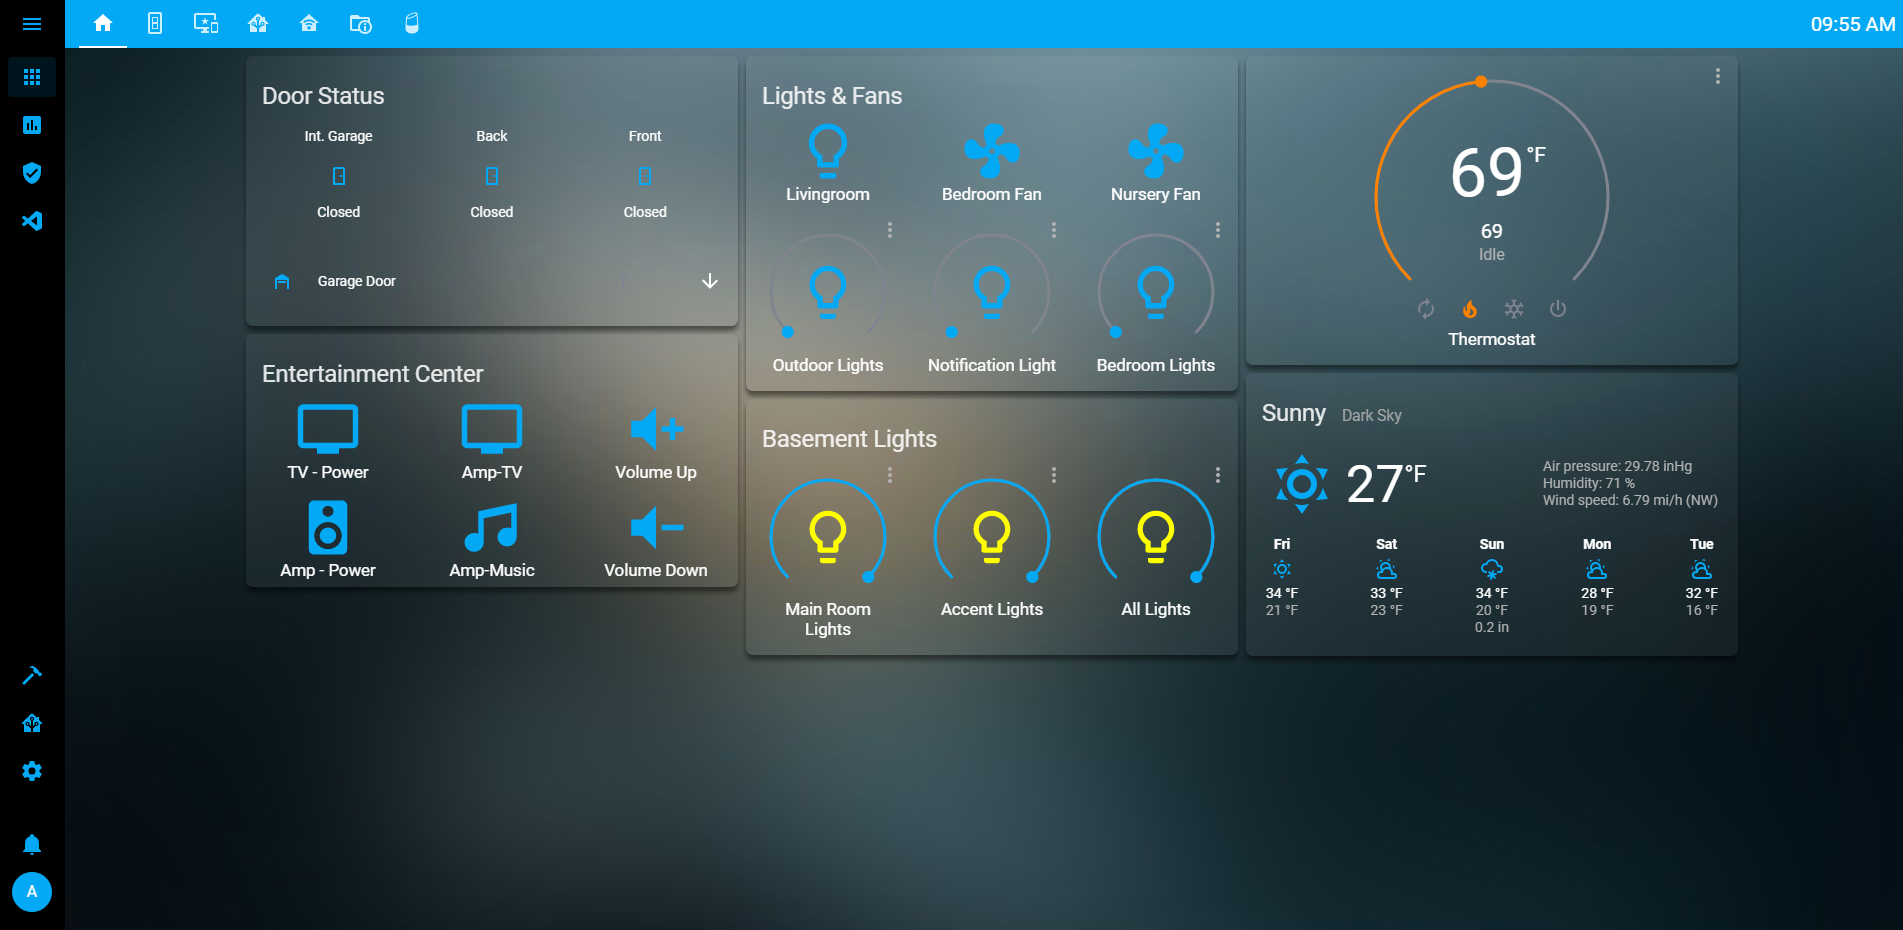 09:55 AM
Door Status
Int. Garage Back Front
Closed Closed Closed
Garage Door
Entertainment Center
TV - Power Amp-TV Volume Up
Amp - Power Amp-Music Volume Down
Lights & Fans
Livingroom Bedroom Fan Nursery Fan
Outdoor Lights Notification Light Bedroom Lights
Basement Lights
Main Room Accent Lights All Lights
Lights
69 °F
69
Idle
Thermostat
Sunny Dark Sky
27 °F
Air pressure: 29.78 inHg
Humidity: 71 %
Wind speed: 6.79 mi/h (NW)
Fri Sat Sun Mon Tue
34 °F 33 °F 34 °F 28 °F 32 °F
21 °F 23 °F 20 °F 19 °F 16 °F
0.2 in
A